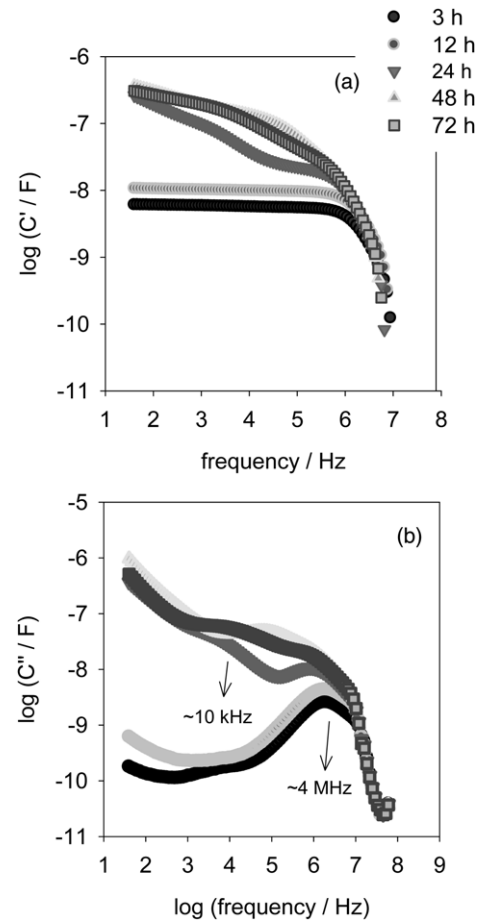 3 h
12 h
24 h
48 h
72 h
(a)
-6
-7
-8
-9
-10
-11
log (C' / F)
1 2 3 4 5 6 7 8 9
frequency / Hz
(b)
-5
-6
-7
-8
-9
-10
-11
log (C'' / F)
~10 kHz
~4 MHz
1 2 3 4 5 6 7 8 9
log (frequency / Hz)